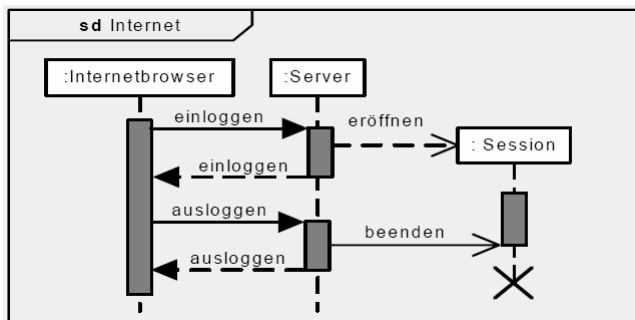 sd Internet
:Internetbrowser
:Server
einloggen
eröffnen
: Session
einloggen
ausloggen
beenden
ausloggen